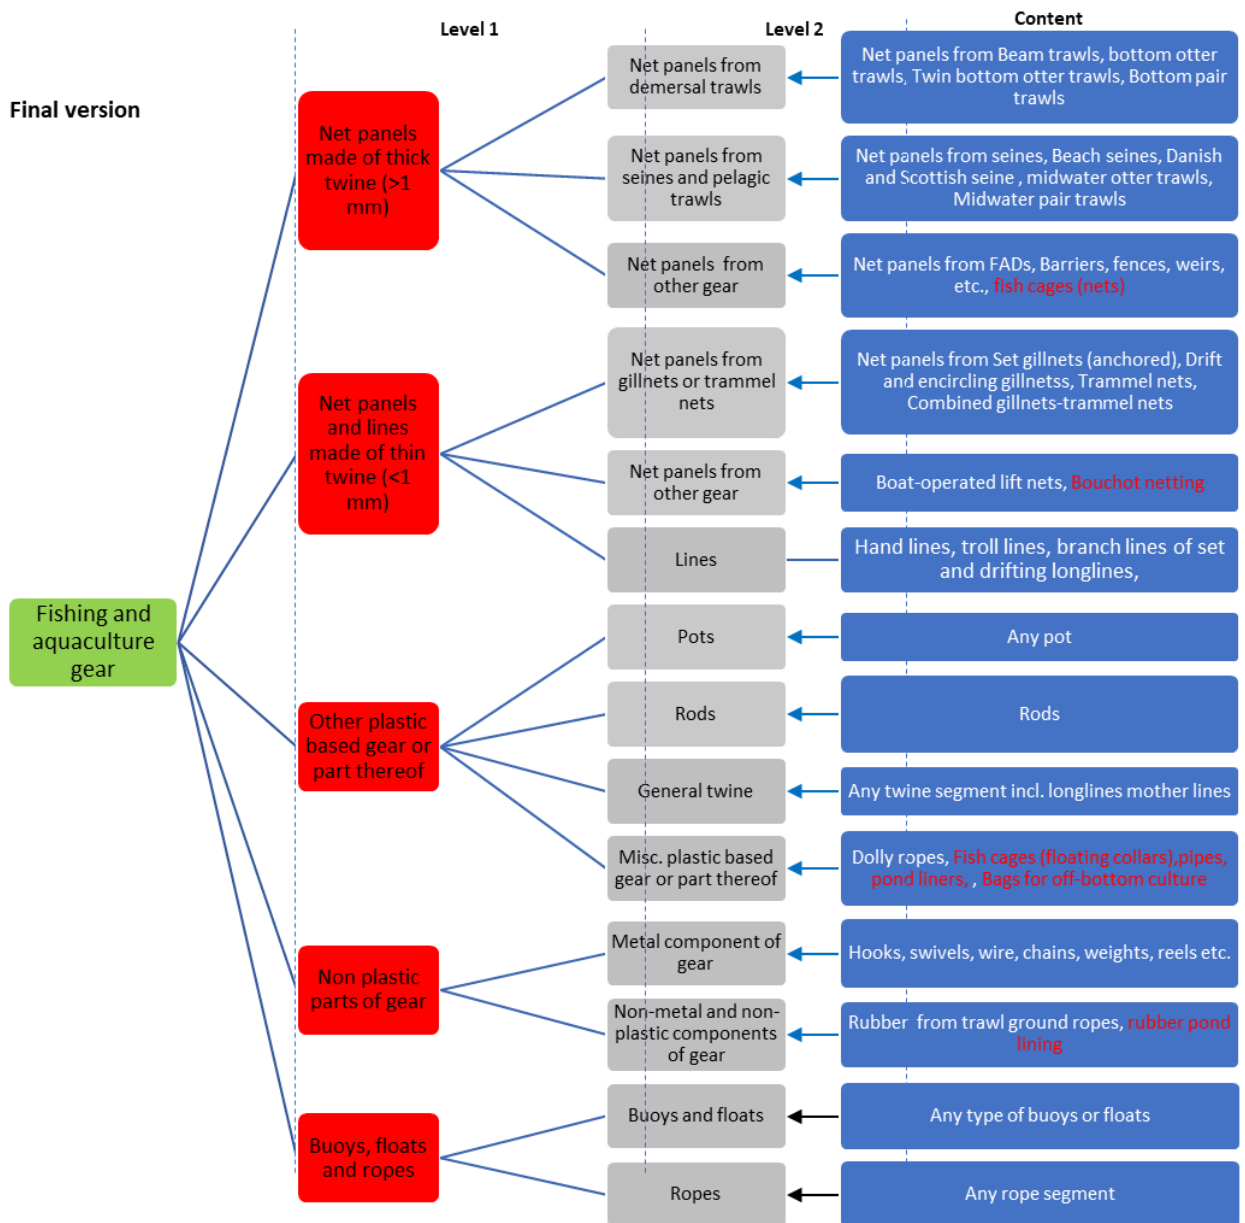 Level 1
Level 2
Content
Final version
Fishing and
aquaculture
gear
Net panels
made of thick
twine (>1
mm)
Net panels from
demersal trawls
Net panels from Beam trawls, bottom otter
trawls, Twin bottom otter trawls, Bottom pair
trawls
Net panels from
seines and pelagic
trawls
Net panels from seines, Beach seines, Danish
and Scottish seine , midwater otter trawls,
Midwater pair trawls
Net panels from
other gear
Net panels from FADs, Barriers, fences, weirs,
etc., fish cages (nets)
Net panels
and lines
made of thin
twine (<1
mm)
Net panels from
gillnets or trammel
nets
Net panels from Set gillnets (anchored), Drift
and encircling gillnetss, Trammel nets,
Combined gillnets-trammel nets
Net panels from
other gear
Boat-operated lift nets, Bouchot netting
Lines
Hand lines, troll lines, branch lines of set
and drifting longlines,
Other plastic
based gear or
part thereof
Pots
Any pot
Rods
Rods
General twine
Any twine segment incl. longlines mother lines
Misc. plastic based
gear or part thereof
Dolly ropes, Fish cages (floating collars),pipes,
pond liners, , Bags for off-bottom culture
Non plastic
parts of gear
Metal component of
gear
Hooks, swivels, wire, chains, weights, reels etc.
Non-metal and non-
plastic components
of gear
Rubber from trawl ground ropes, rubber pond
lining
Buoys, floats
and ropes
Buoys and floats
Any type of buoys or floats
Ropes
Any rope segment